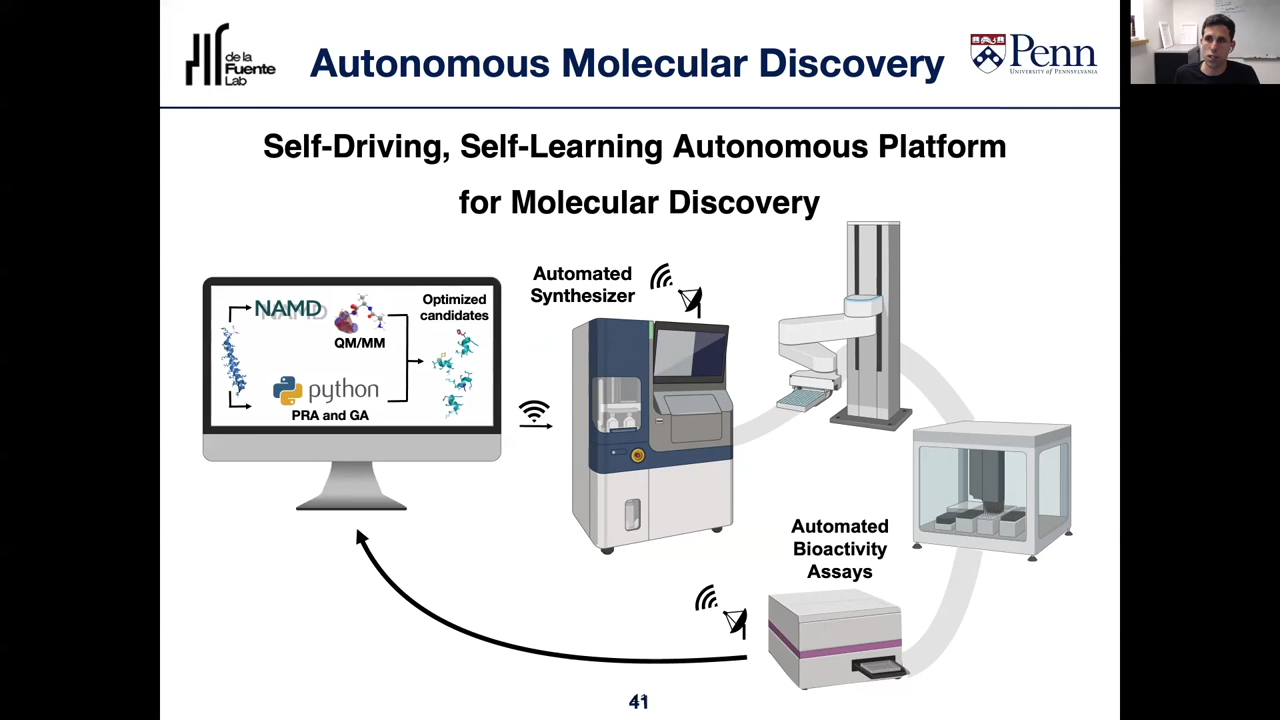 de la
Fuente
Lab
Autonomous Molecular Discovery
Penn
UNIVERSITY OF PENNSYLVANIA
Self-Driving, Self-Learning Autonomous Platform
for Molecular Discovery
NAMD
QM/MM
Optimized
candidates
python
PRA and GA
Automated
Synthesizer
Automated
Bioactivity
Assays
41